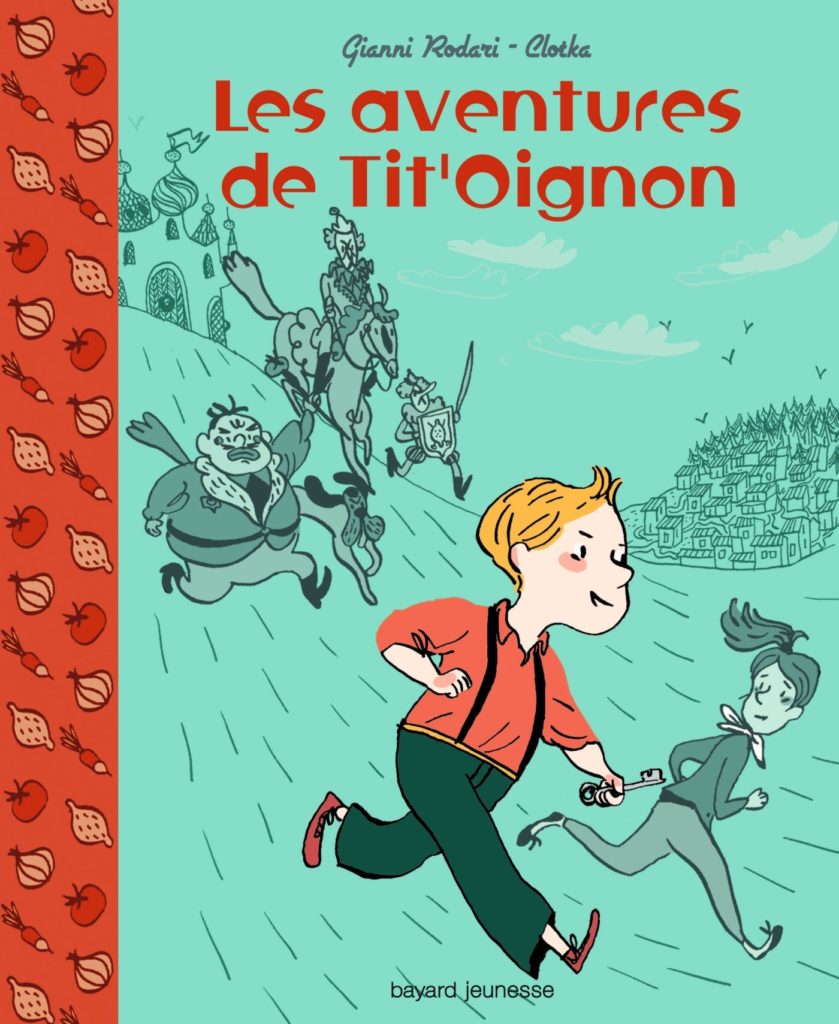 Gianni Rodari - Clotka
Les aventures
de Tit'Oignon
bayard jeunesse